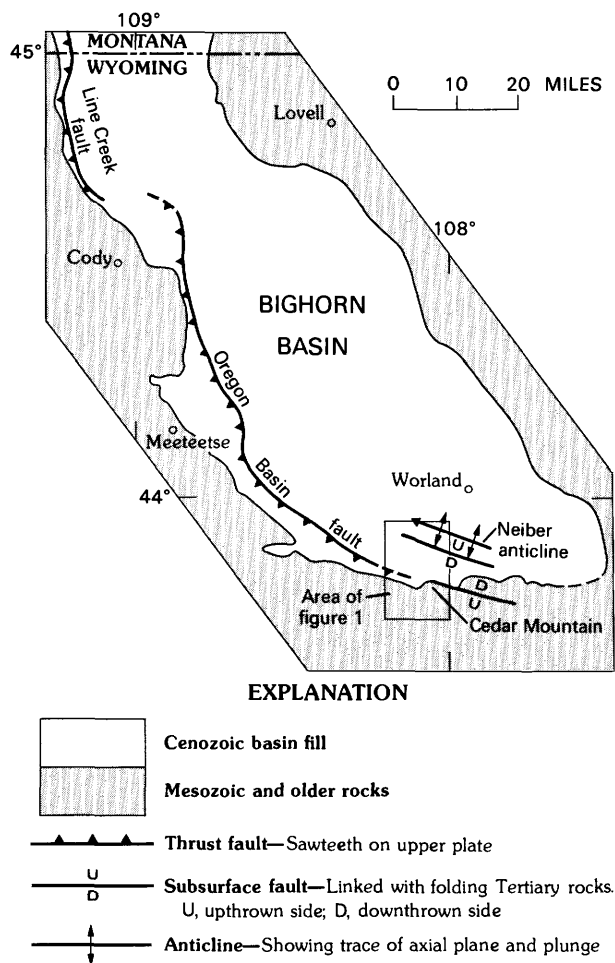 109°
45°
MONTANA
WYOMING
0 10 20 MILES
Line Creek
fault
Lovell
108°
Cody
BIGHORN
BASIN
Oregon
Basin
fault
Meeteetse
44°
Worland
Neiber
anticline
U
D
D
U
Area of
figure 1
Cedar Mountain
EXPLANATION
Cenozoic basin fill
Mesozoic and older rocks
Thrust fault—Sawteeth on upper plate
U
D
Subsurface fault—Linked with folding Tertiary rocks.
U, upthrown side; D, downthrown side
Anticline—Showing trace of axial plane and plunge